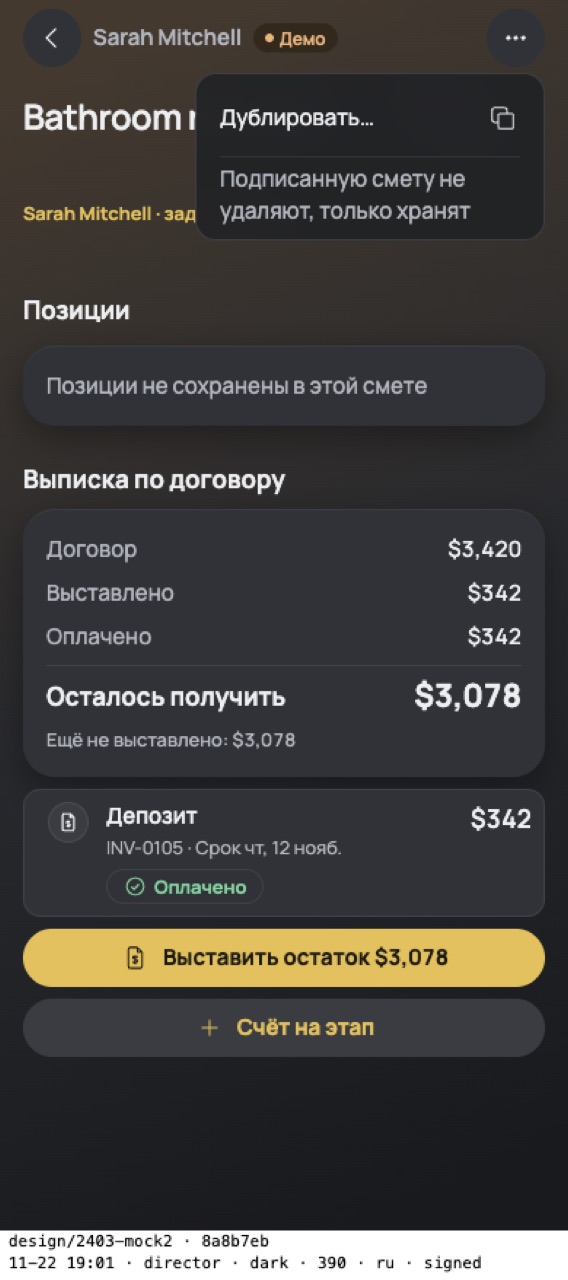 Sarah Mitchell
Демо
Bathroom
Дублировать...
Подписанную смету не
удаляют, только хранят
Sarah Mitchell · зад
Позиции
Позиции не сохранены в этой смете
Выписка по договору
Договор $3,420
Выставлено $342
Оплачено $342
Осталось получить $3,078
Ещё не выставлено: $3,078
Депозит $342
INV-0105 · Срок чт, 12 нояб.
Оплачено
Выставить остаток $3,078
+ Счёт на этап
design/2403-mock2 · 8a8b7eb
11-22 19:01 · director · dark · 390 · ru · signed